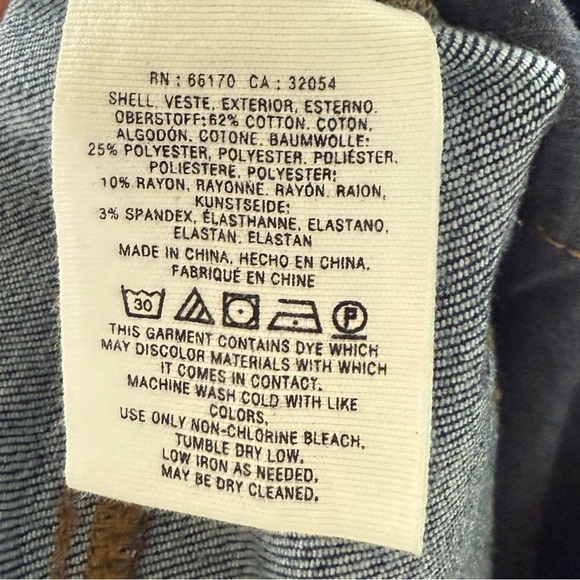 RN : 66170 CA : 32054
SHELL, VESTE, EXTERIOR, ESTERNO,
OBERSTOFF:62% COTTON, COTON,
ALGODÓN, COTONE, BAUMWOLLE;
25% POLYESTER, POLYESTER, POLIÉSTER,
POLIESTERE, POLYESTER;
10% RAYON, RAYONNE, RAYÓN, RAION,
KUNSTSEIDE;
3% SPANDEX, ÉLASTHANNE, ELASTANO,
ELASTAN, ELASTAN
MADE IN CHINA, HECHO EN CHINA,
FABRIQUÉ EN CHINE
30 P
THIS GARMENT CONTAINS DYE WHICH
MAY DISCOLOR MATERIALS WITH WHICH
IT COMES IN CONTACT.
MACHINE WASH COLD WITH LIKE
COLORS,
USE ONLY NON-CHLORINE BLEACH,
TUMBLE DRY LOW,
LOW IRON AS NEEDED,
MAY BE DRY CLEANED,